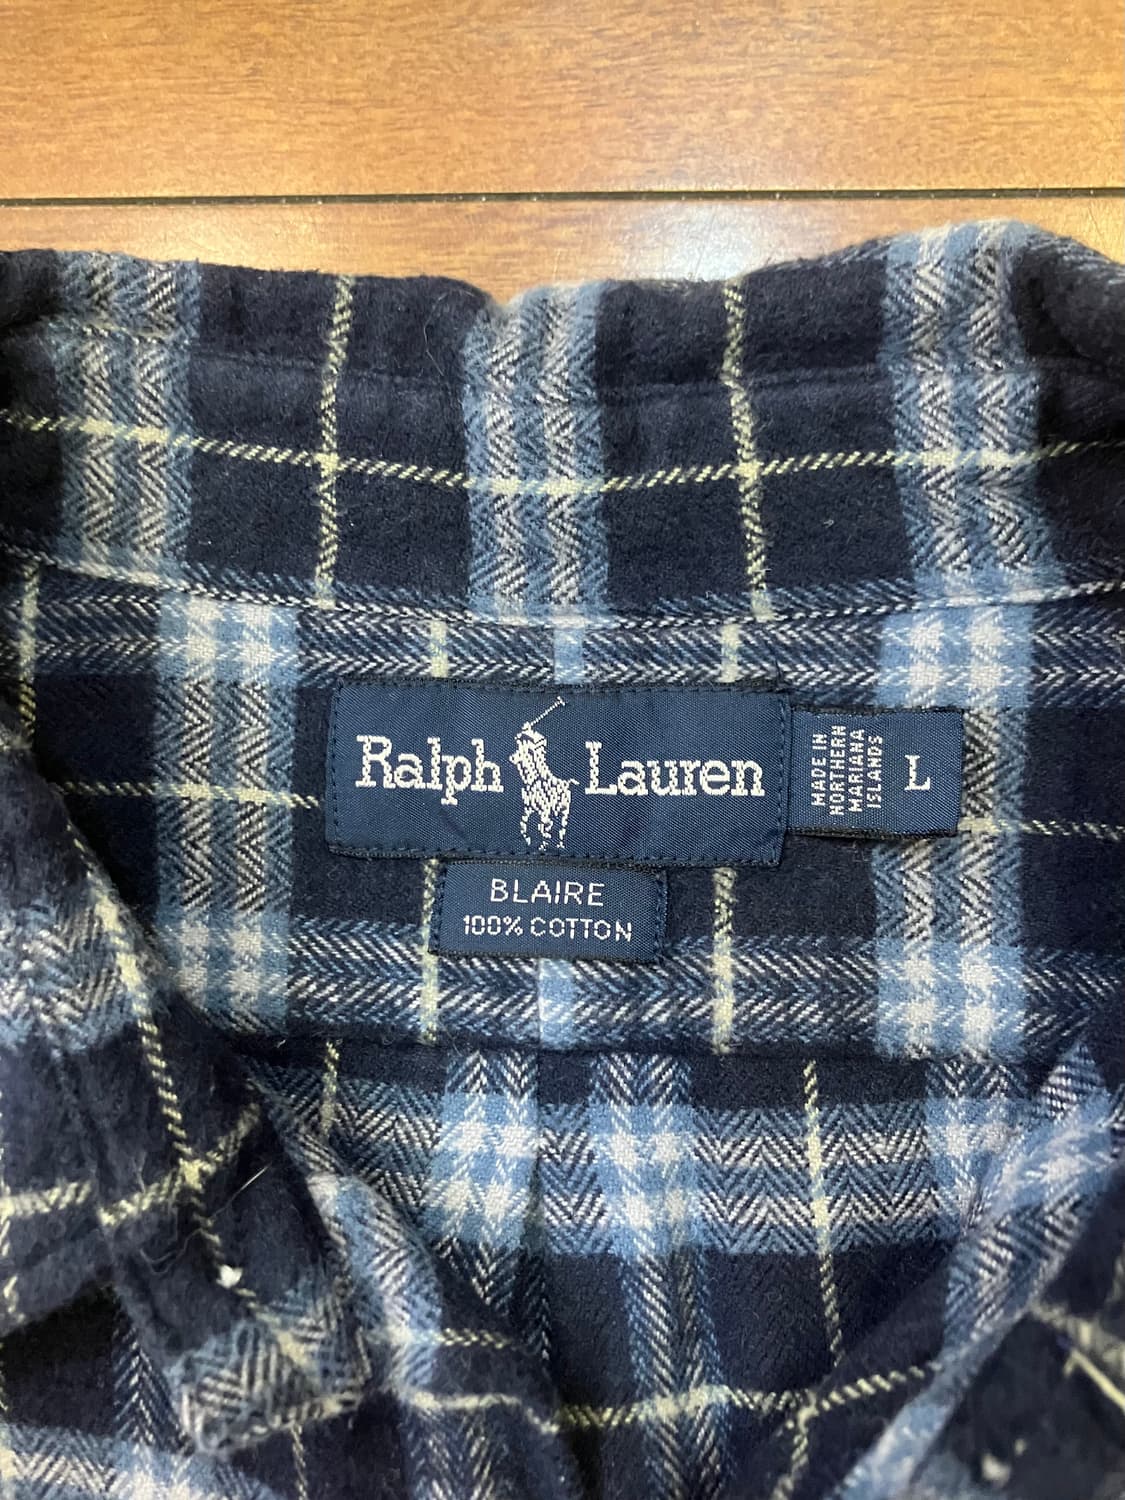 Ralph Lauren
MADE IN
NORTHERN
MARIANA
ISLANDS
L
BLAIRE
100% COTTON